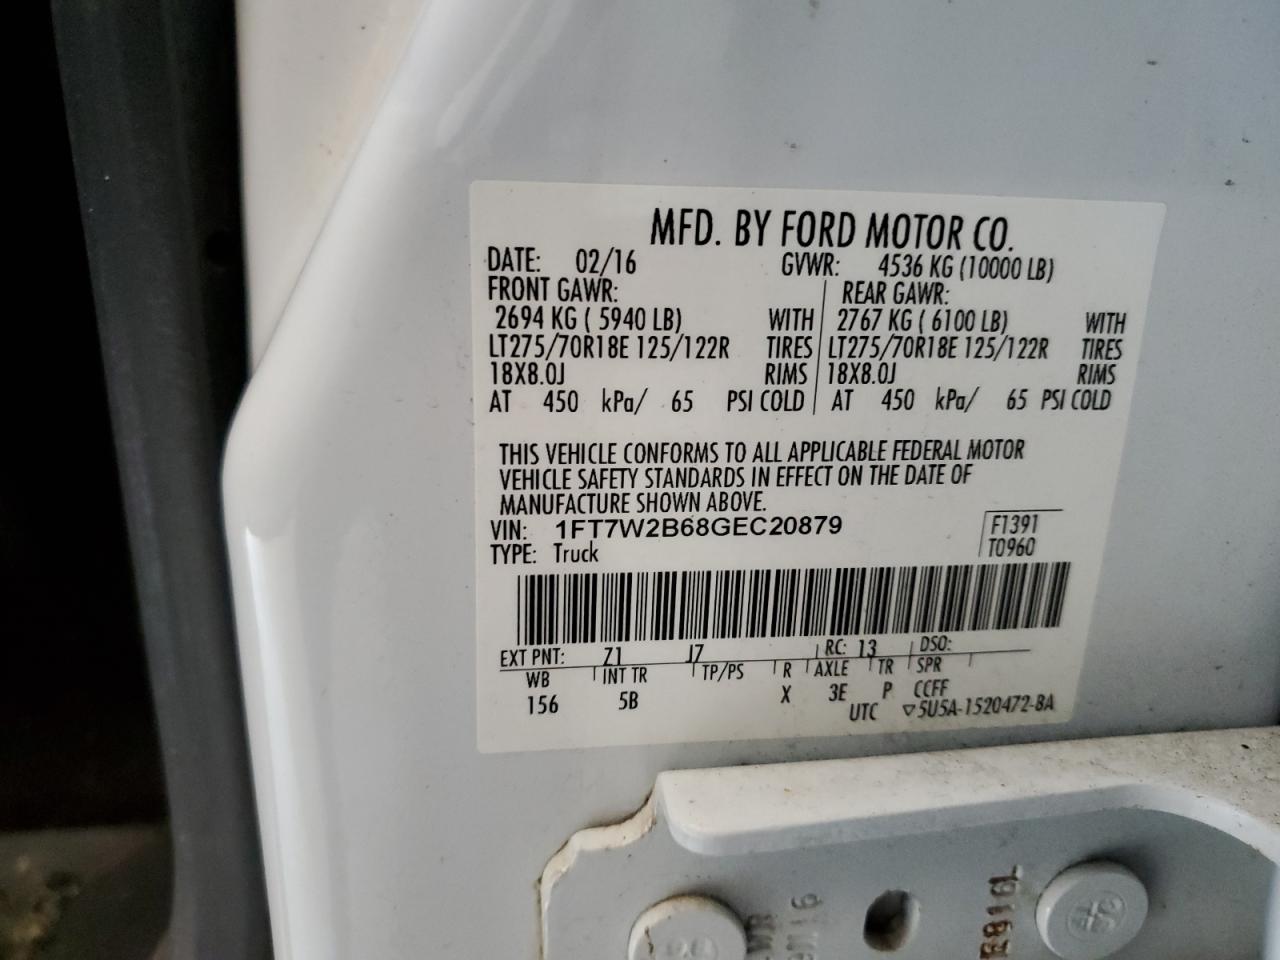 MFD. BY FORD MOTOR CO.
DATE: 02/16 GVWR: 4536 KG (10000 LB)
FRONT GAWR: REAR GAWR:
2694 KG ( 5940 LB) WITH 2767 KG ( 6100 LB) WITH
LT275/70R18E 125/122R TIRES LT275/70R18E 125/122R TIRES
18X8.0J RIMS 18X8.0J RIMS
AT 450 kPa/ 65 PSI COLD AT 450 kPa/ 65 PSI COLD
THIS VEHICLE CONFORMS TO ALL APPLICABLE FEDERAL MOTOR
VEHICLE SAFETY STANDARDS IN EFFECT ON THE DATE OF
MANUFACTURE SHOWN ABOVE.
VIN: 1FT7W2B68GEC20879 F1391
TYPE: Truck T0960
EXT PNT: Z1 J7 RC: 13 DSO:
WB INT TR TP/PS R AXLE TR SPR
156 5B X 3E P CCFF
UTC ▽5U5A-1520472-BA